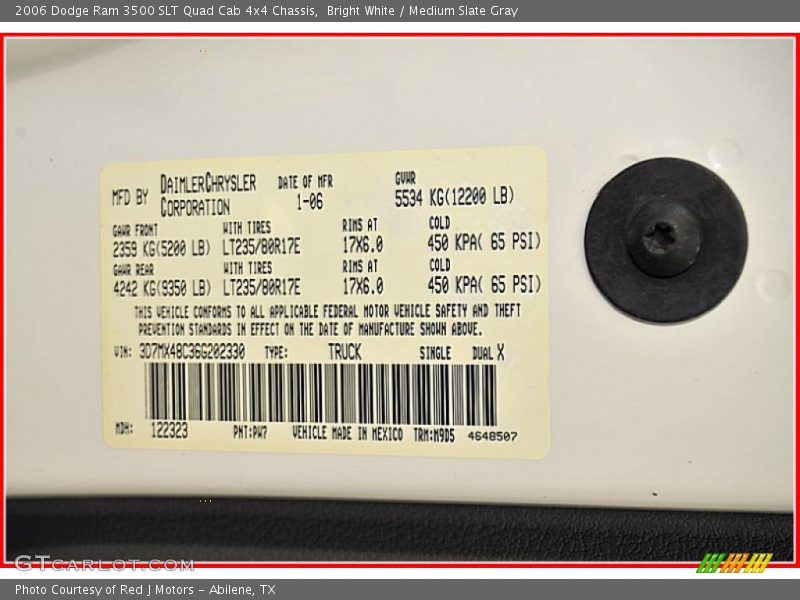 2006 Dodge Ram 3500 SLT Quad Cab 4x4 Chassis, Bright White / Medium Slate Gray
MFD BY DAIMLERCHRYSLER CORPORATION DATE OF MFR 1-06 GVWR 5534 KG(12200 LB)
GAWR FRONT WITH TIRES RIMS AT COLD
2359 KG(5200 LB) LT235/80R17E 17X6.0 450 KPA( 65 PSI)
GAWR REAR WITH TIRES RIMS AT COLD
4242 KG(9350 LB) LT235/80R17E 17X6.0 450 KPA( 65 PSI)
THIS VEHICLE CONFORMS TO ALL APPLICABLE FEDERAL MOTOR VEHICLE SAFETY AND THEFT
PREVENTION STANDARDS IN EFFECT ON THE DATE OF MANUFACTURE SHOWN ABOVE.
VIN: 3D7MX48C36G202330 TYPE: TRUCK SINGLE DUAL X
MDH: 122323 PNT:PW7 VEHICLE MADE IN MEXICO TRM:M9D5 4648507
GTCARLOT.COM
Photo Courtesy of Red J Motors - Abilene, TX